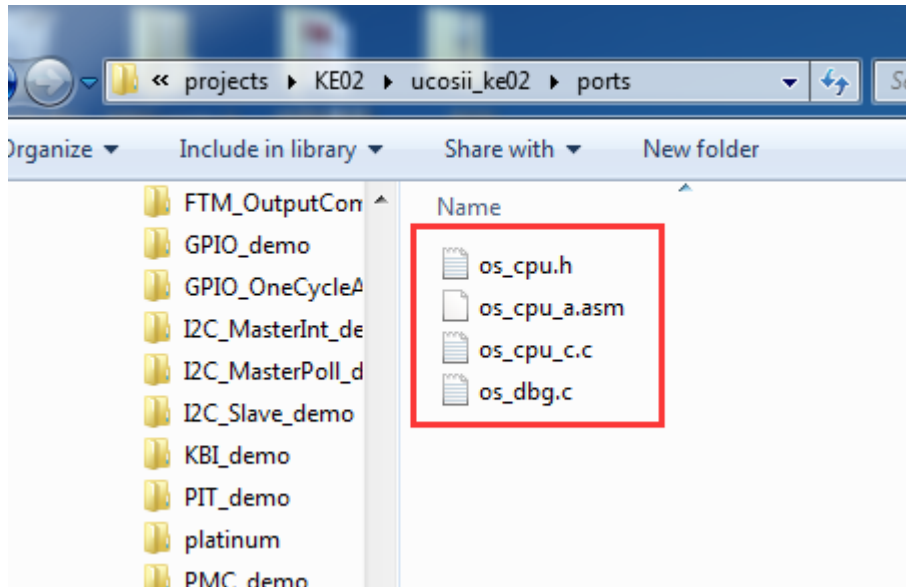 « projects ▸ KE02 ▸ ucosii_ke02 ▸ ports
Organize ▾ Include in library ▾ Share with ▾ New folder
FTM_OutputCom
GPIO_demo
GPIO_OneCycleA
I2C_MasterInt_de
I2C_MasterPoll_d
I2C_Slave_demo
KBI_demo
PIT_demo
platinum
PMC_demo
Name
os_cpu.h
os_cpu_a.asm
os_cpu_c.c
os_dbg.c